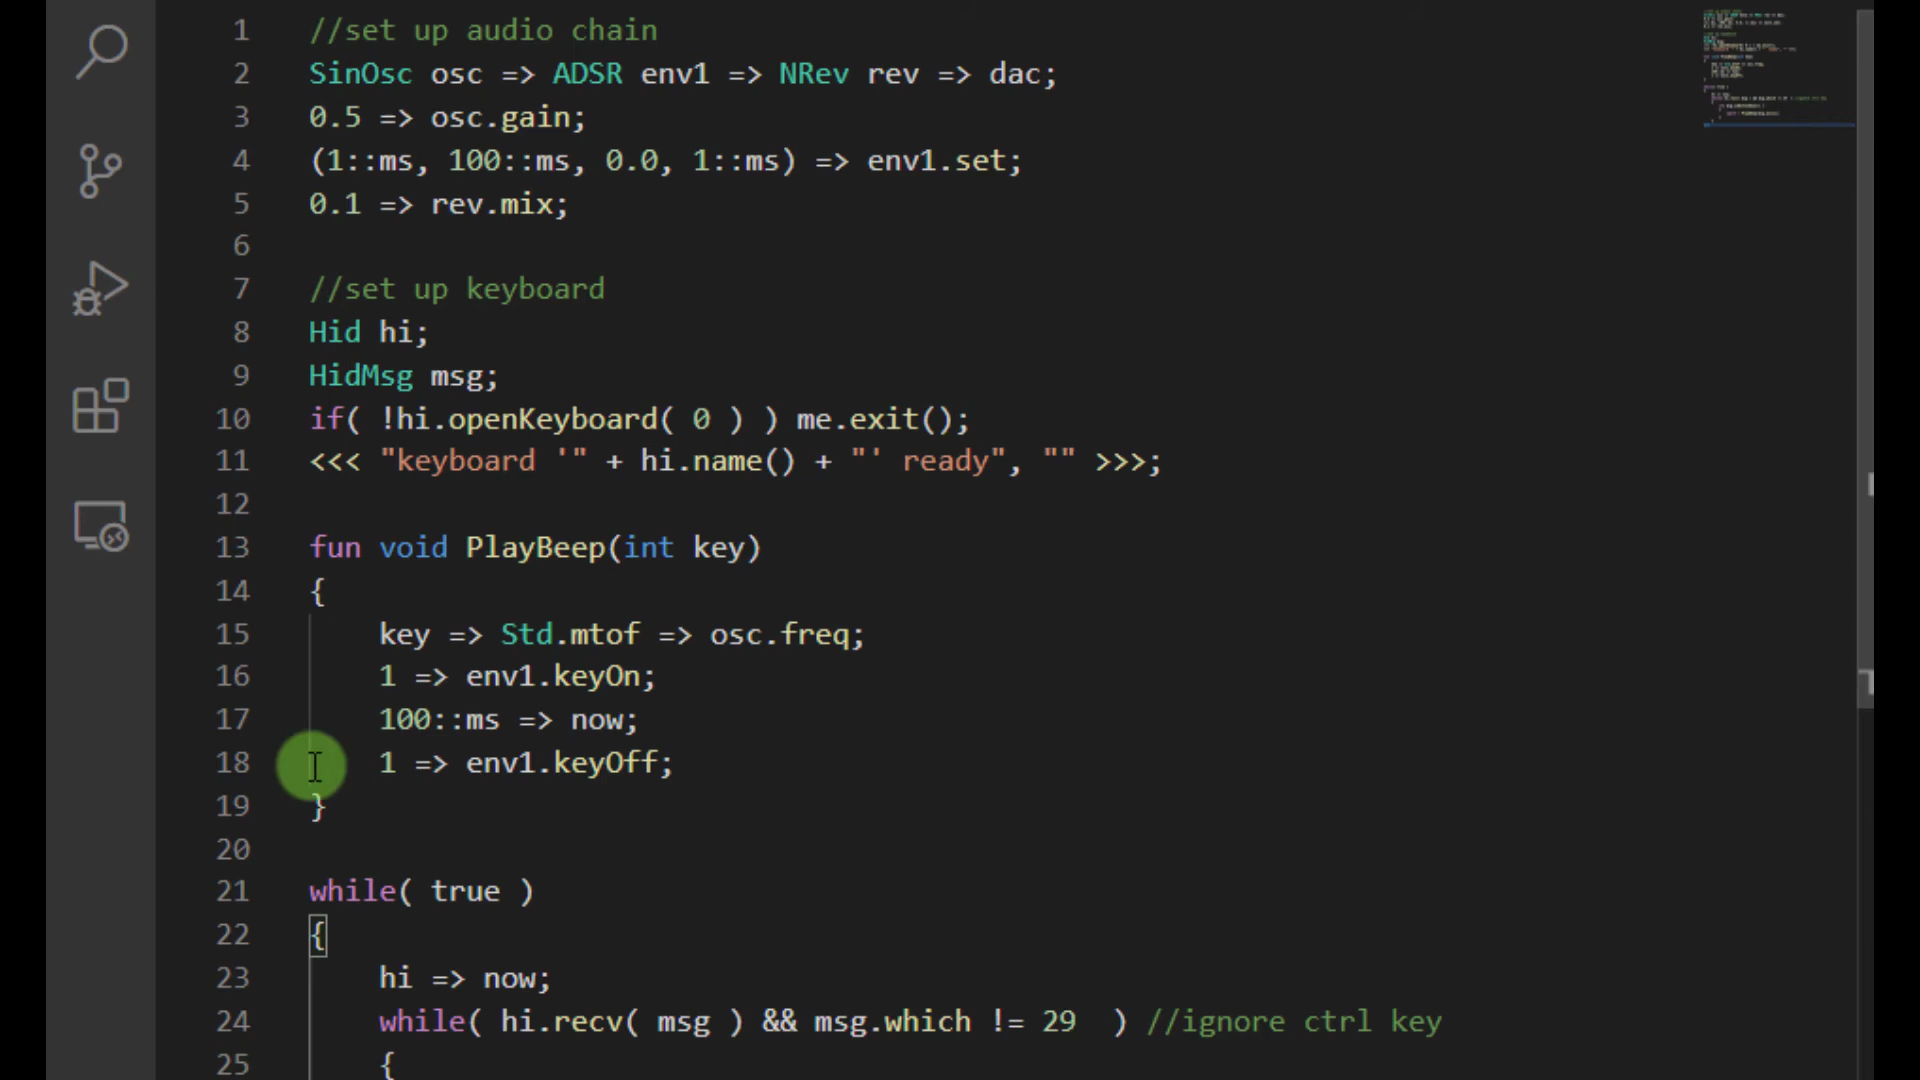 1 //set up audio chain
2 SinOsc osc => ADSR env1 => NRev rev => dac;
3 0.5 => osc.gain;
4 (1::ms, 100::ms, 0.0, 1::ms) => env1.set;
5 0.1 => rev.mix;
6
7 //set up keyboard
8 Hid hi;
9 HidMsg msg;
10 if( !hi.openKeyboard( 0 ) ) me.exit();
11 <<< "keyboard '" + hi.name() + "' ready", "" >>>;
12
13 fun void PlayBeep(int key)
14 {
15 key => Std.mtof => osc.freq;
16 1 => env1.keyOn;
17 100::ms => now;
18 1 => env1.keyOff;
19 }
20
21 while( true )
22 {
23 hi => now;
24 while( hi.recv( msg ) && msg.which != 29  ) //ignore ctrl key
25 {